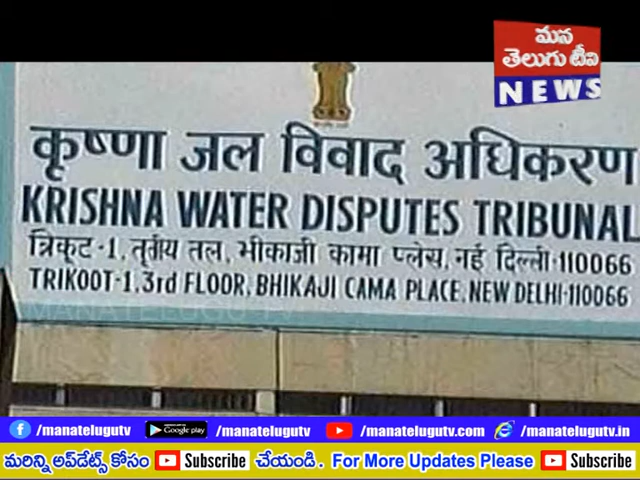 మన
తెలుగు టీవి
NEWS
कृष्णा जल विवाद अधिकरण
KRISHNA WATER DISPUTES TRIBUNAL
त्रिकूट-1, तृतीय तल, भीकाजी कामा प्लेस, नई दिल्ली-110066
TRIKOOT-1, 3rd FLOOR, BHIKAJI CAMA PLACE, NEW DELHI-110066
MANATELUGU TV
/manatelugutv Google play /manatelugutv /manatelugutv.com /manatelugutv.in
మరిన్ని అప్‌డేట్స్ కోసం Subscribe చేయండి. For More Updates Please Subscribe